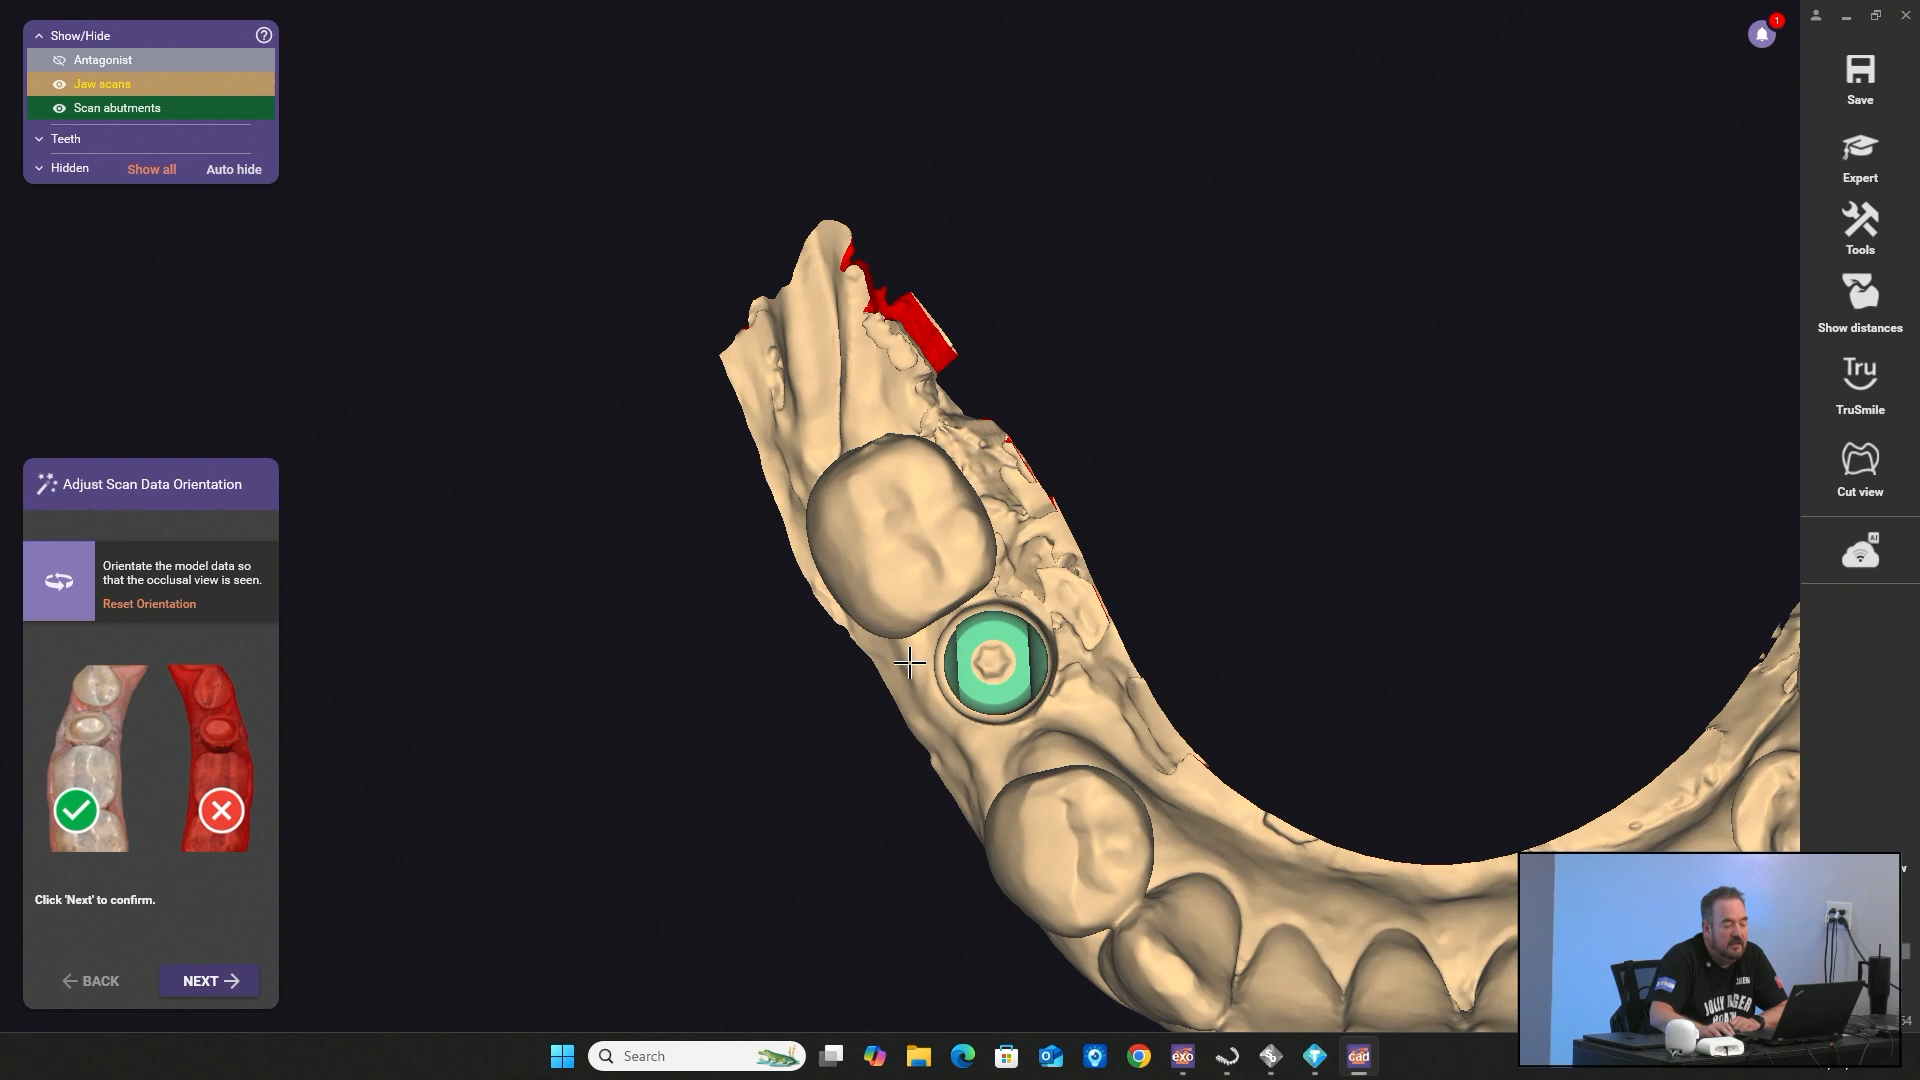 Show/Hide
Antagonist
Jaw scans
Scan abutments
Teeth
Hidden
Show all
Auto hide
1
Save
Expert
Tools
Show distances
Tru
TruSmile
Cut view
AI
Adjust Scan Data Orientation
Orientate the model data so
that the occlusal view is seen.
Reset Orientation
Click 'Next' to confirm.
BACK
NEXT
Search
exo
cad